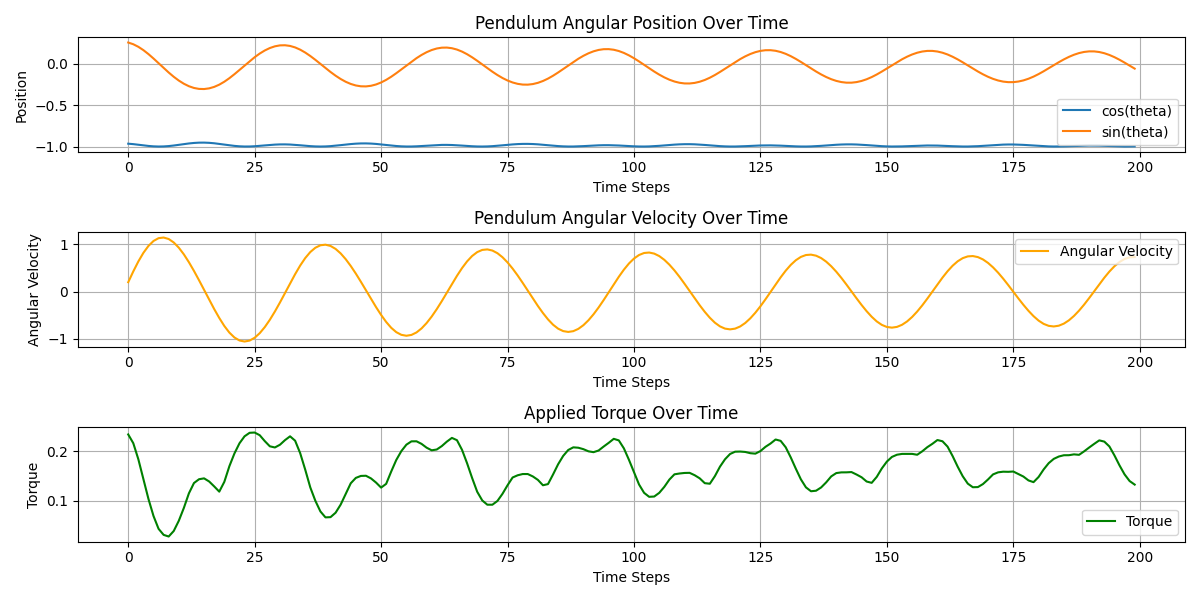 Pendulum Angular Position Over Time
Position
0.0
−0.5
−1.0
cos(theta)
sin(theta)
0 25 50 75 100 125 150 175 200
Time Steps
Pendulum Angular Velocity Over Time
Angular Velocity
1
0
−1
Angular Velocity
0 25 50 75 100 125 150 175 200
Time Steps
Applied Torque Over Time
Torque
0.2
0.1
Torque
0 25 50 75 100 125 150 175 200
Time Steps